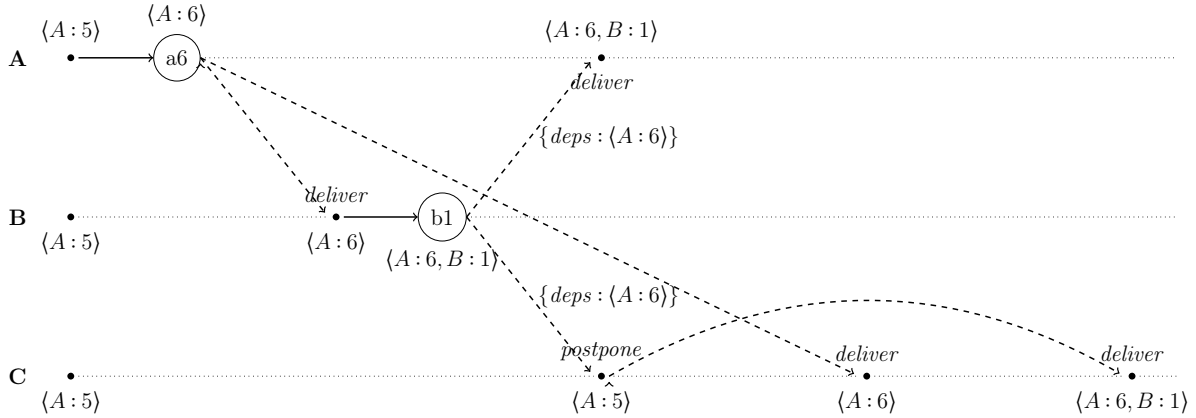 ⟨A : 6⟩
⟨A : 5⟩ ⟨A : 6, B : 1⟩
A a6
deliver
{deps : ⟨A : 6⟩}
deliver
B b1
⟨A : 5⟩ ⟨A : 6⟩ ⟨A : 6, B : 1⟩
{deps : ⟨A : 6⟩}
postpone deliver deliver
C
⟨A : 5⟩ ⟨A : 5⟩ ⟨A : 6⟩ ⟨A : 6, B : 1⟩